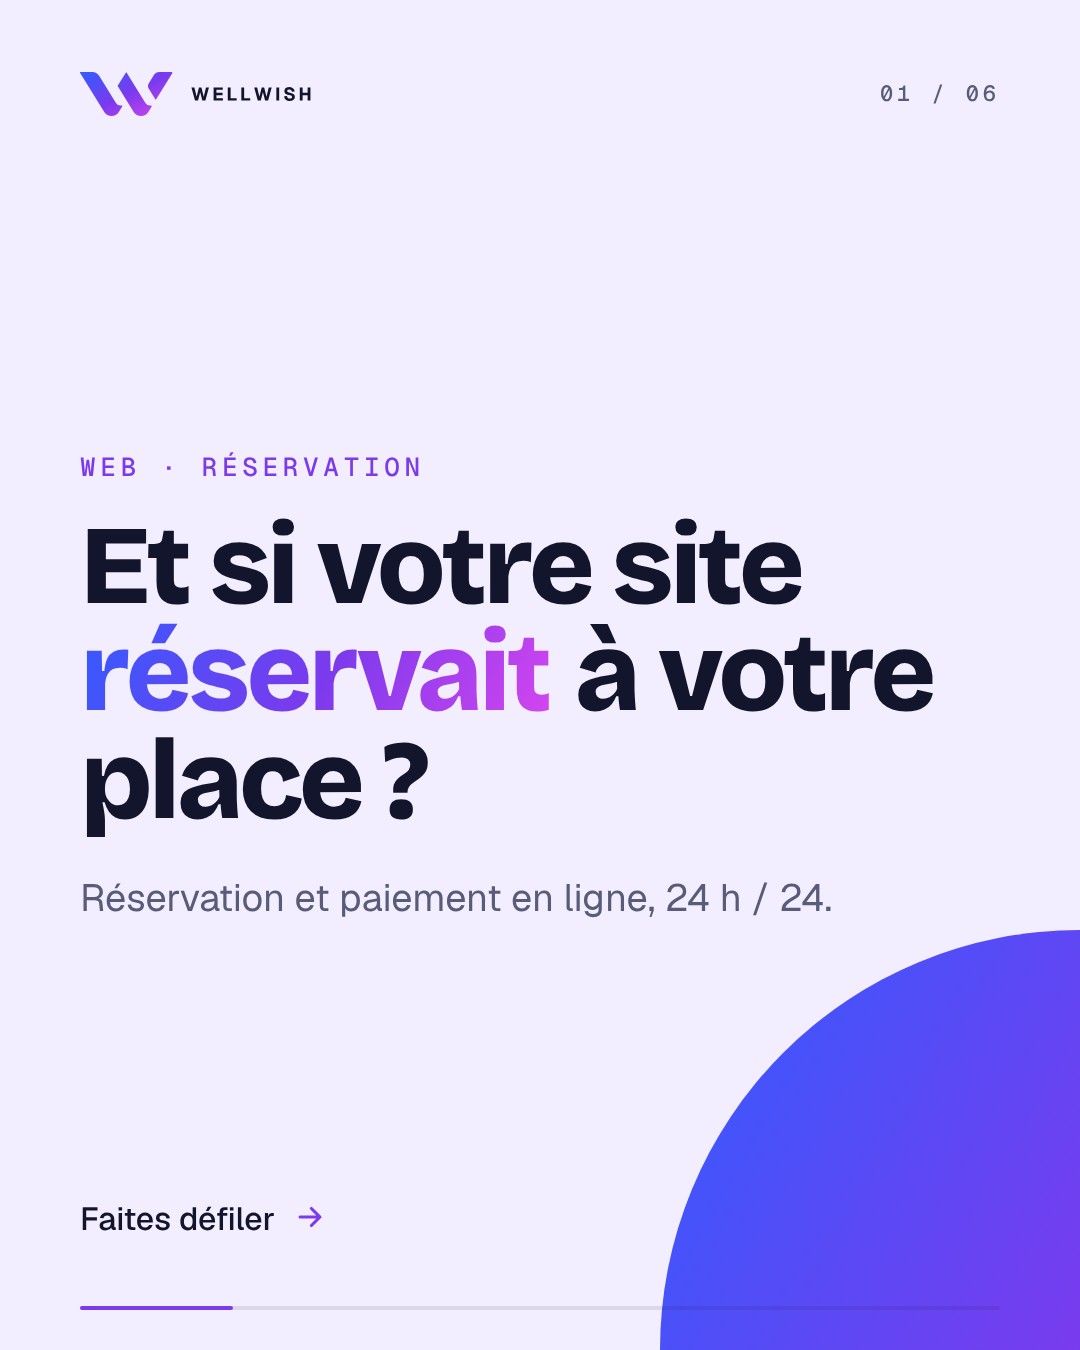 WELLWISH
01 / 06
WEB · RÉSERVATION
Et si votre site
réservait à votre
place ?
Réservation et paiement en ligne, 24 h / 24.
Faites défiler →